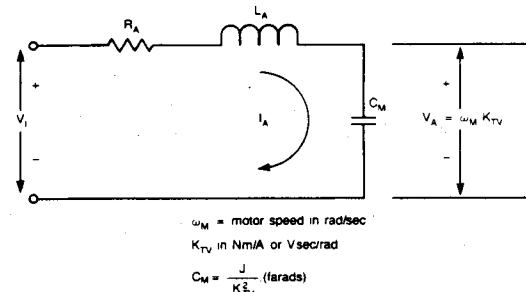 R_A
L_A
+
V_I
−
I_A
C_M
+
V_A = ω_M K_TV
−
ω_M = motor speed in rad/sec
K_TV in Nm/A or V sec/rad
C_M = J / K²_TV (farads)